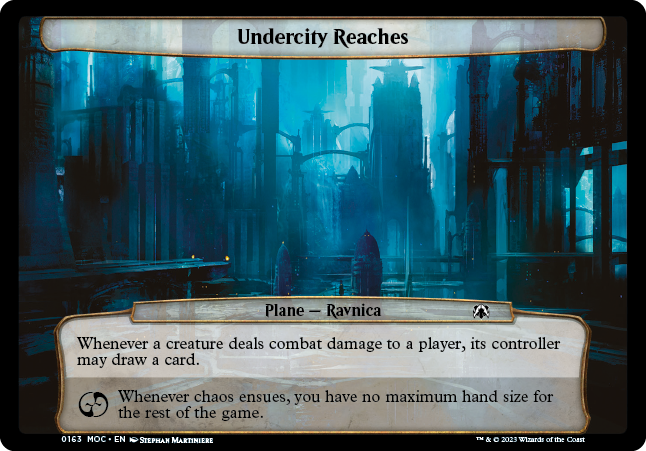 Undercity Reaches
Plane — Ravnica
Whenever a creature deals combat damage to a player, its controller
may draw a card.
Whenever chaos ensues, you have no maximum hand size for
the rest of the game.
0163 MOC • EN Stephan Martiniere
™ & © 2023 Wizards of the Coast